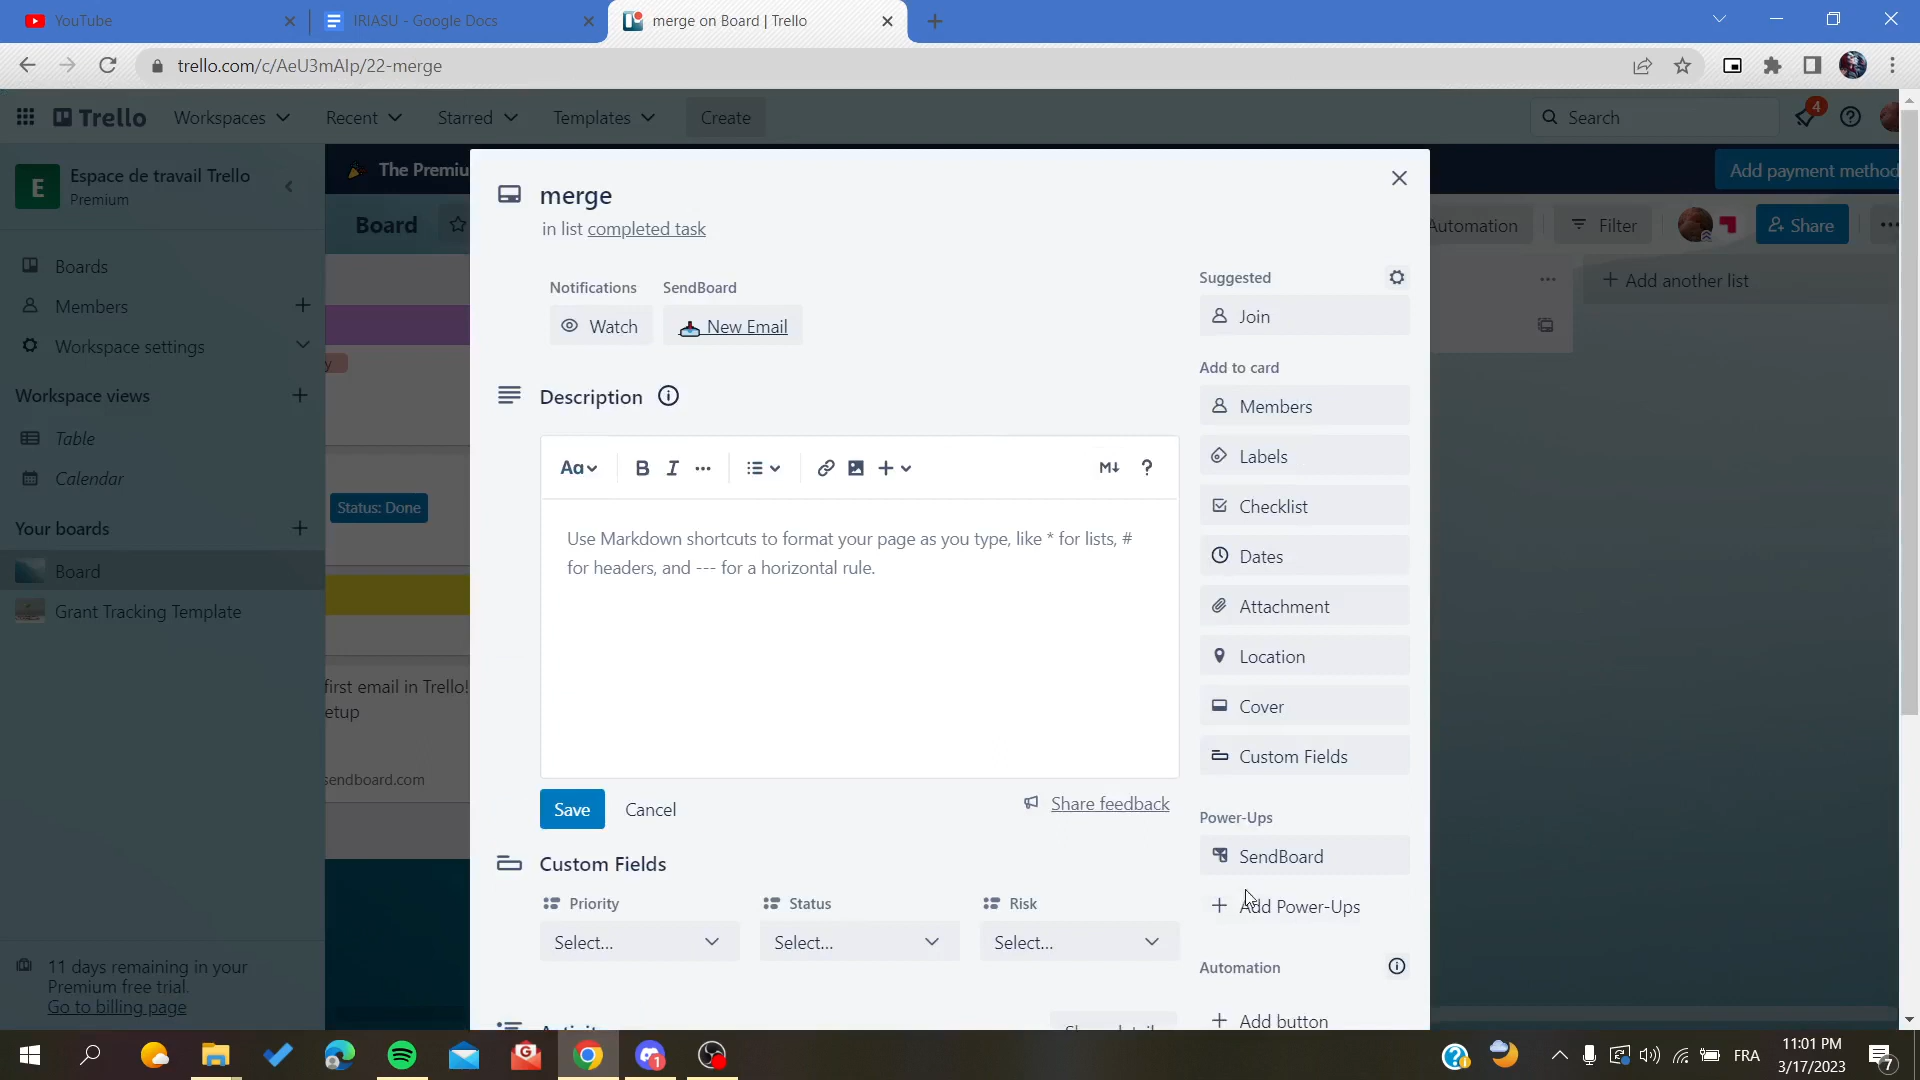 YouTube
IRIASU - Google Docs
merge on Board | Trello
trello.com/c/AeU3mAIp/22-merge
Trello
Workspaces
Recent
Starred
Templates
Create
Search
4
E
Espace de travail Trello
Premium
The Premiu
Add payment method
Board
Automation
Filter
Share
Boards
Members
Workspace settings
Workspace views
Table
Calendar
Your boards
Board
Grant Tracking Template
11 days remaining in your
Premium free trial.
Go to billing page
y
Status: Done
first email in Trello!
etup
sendboard.com
Add another list
merge
in list completed task
Notifications
SendBoard
Watch
New Email
Description
Aa
B
I
M↓
?
Use Markdown shortcuts to format your page as you type, like * for lists, #
for headers, and --- for a horizontal rule.
Save
Cancel
Share feedback
Custom Fields
Priority
Status
Risk
Select...
Select...
Select...
Suggested
Join
Add to card
Members
Labels
Checklist
Dates
Attachment
Location
Cover
Custom Fields
Power-Ups
SendBoard
Add Power-Ups
Automation
Add button
FRA
11:01 PM
3/17/2023
7
1